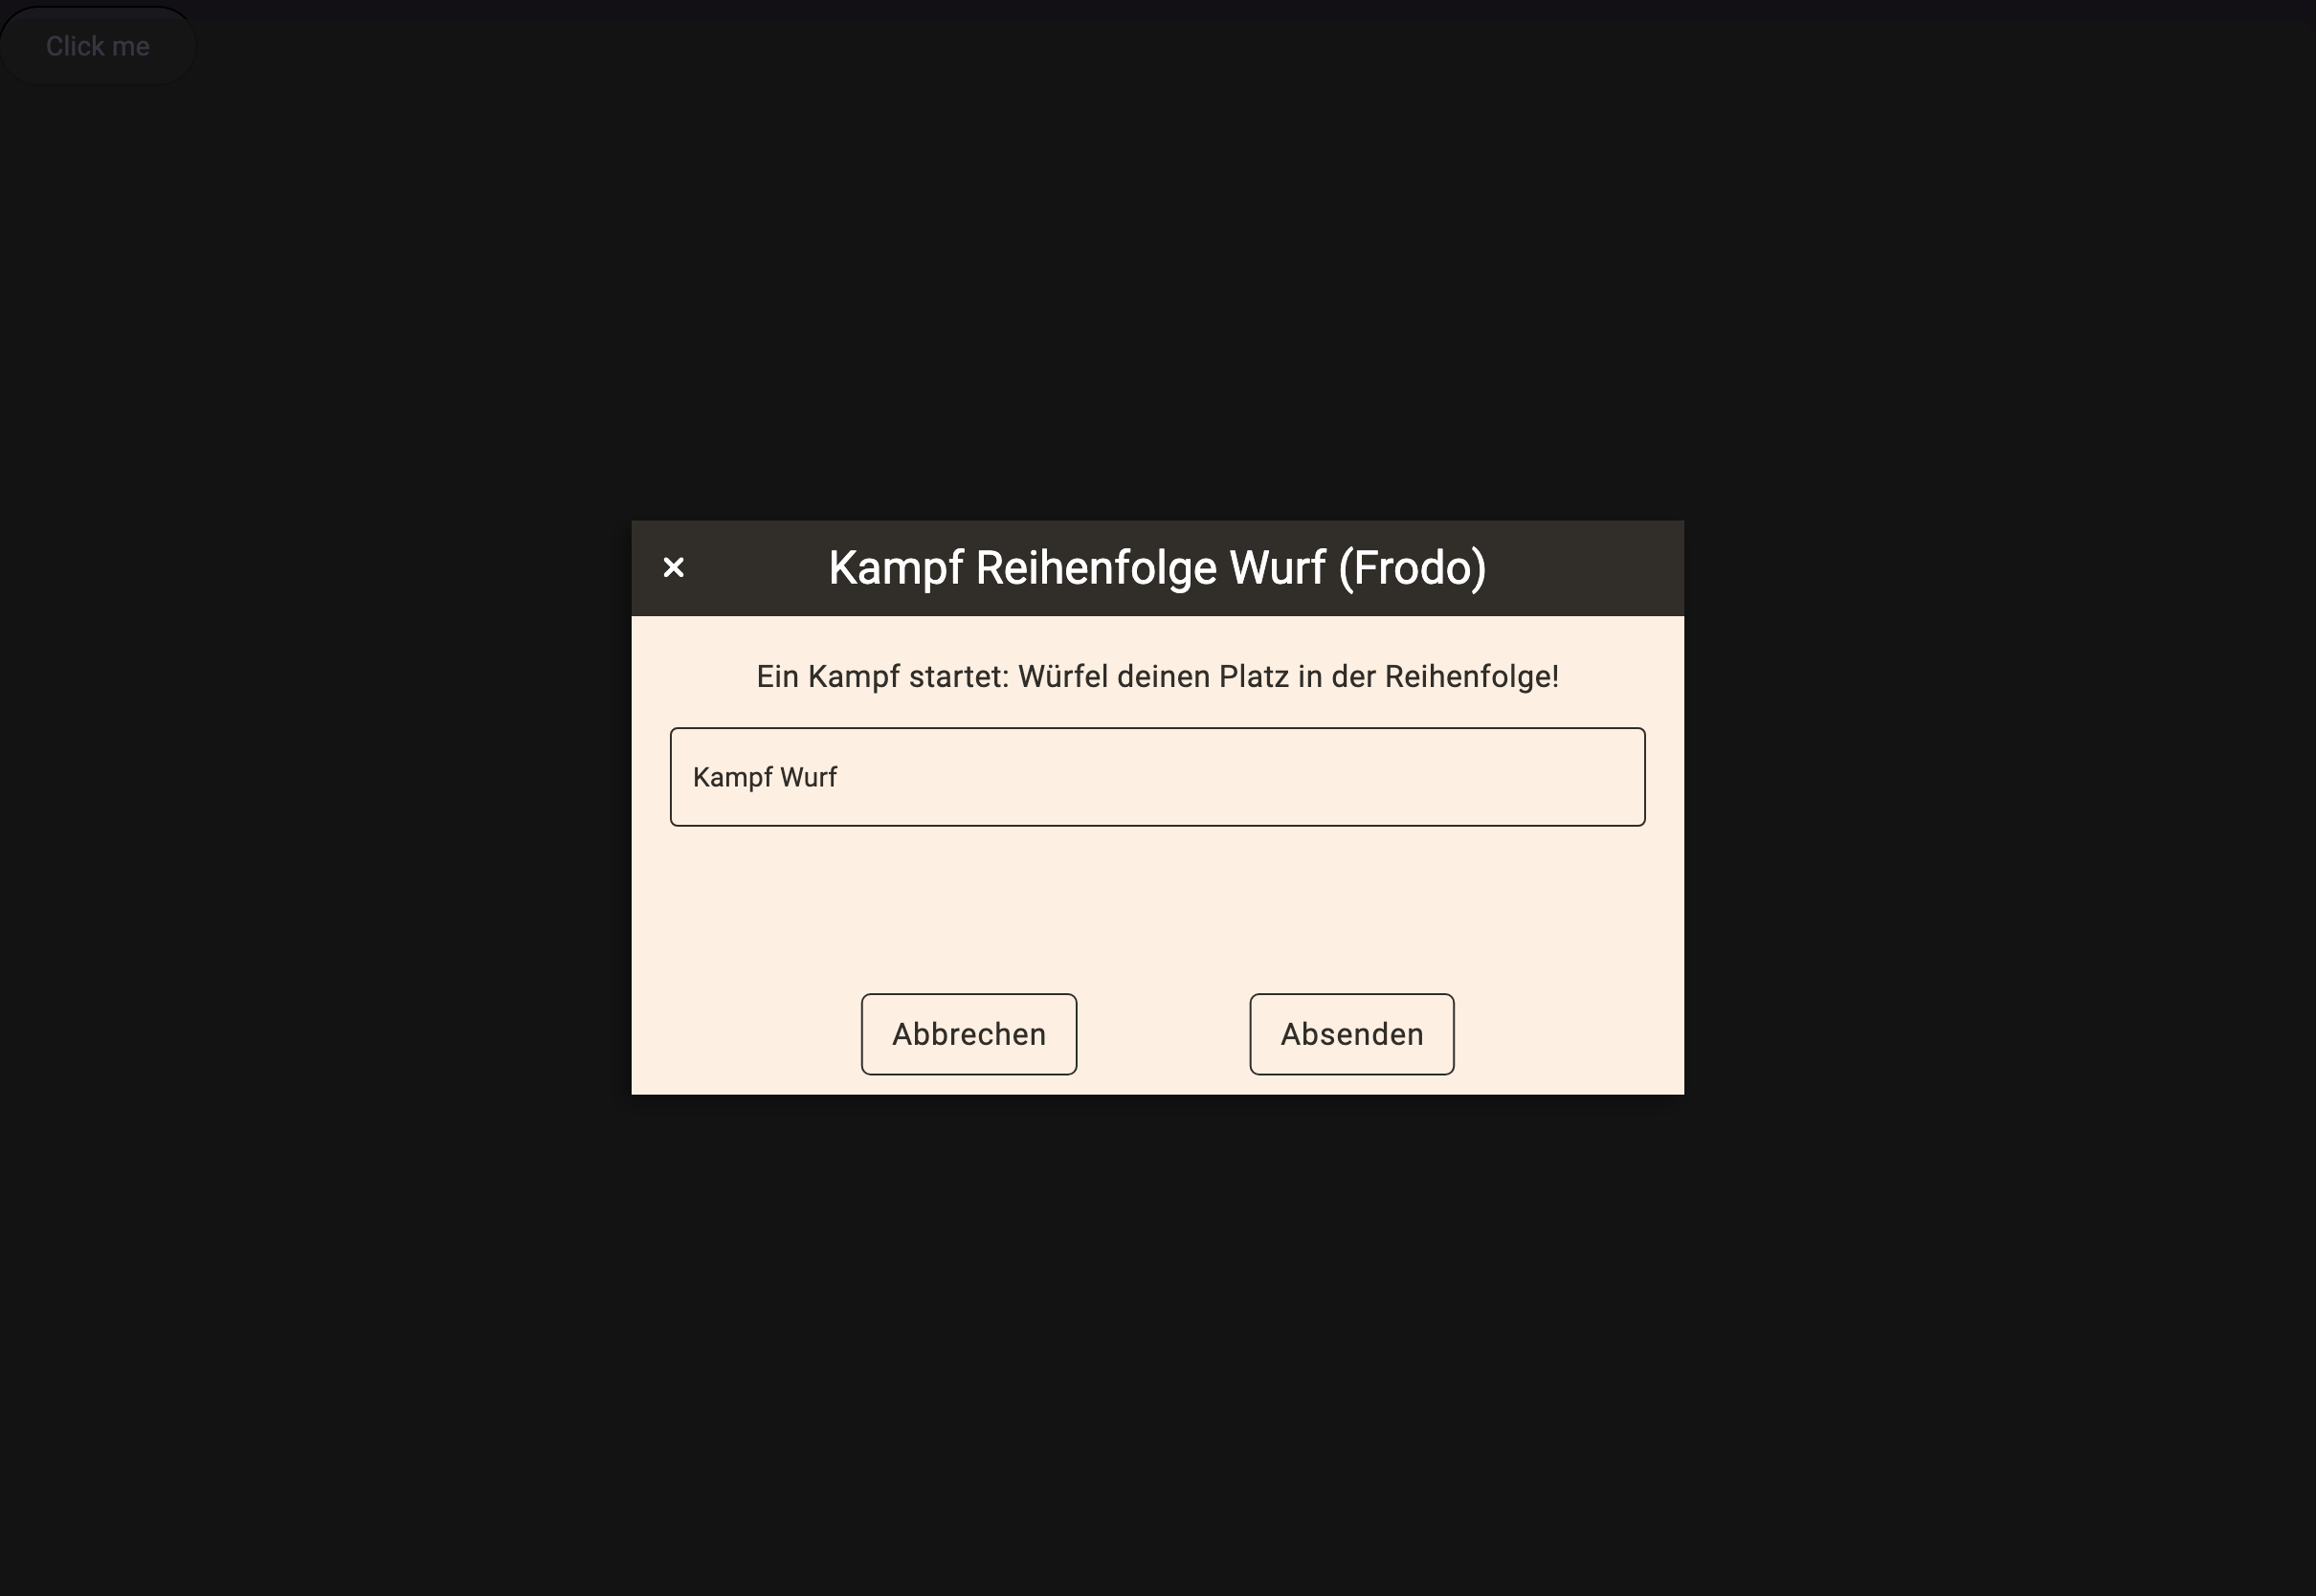 Click me
Kampf Reihenfolge Wurf (Frodo)
Ein Kampf startet: Würfel deinen Platz in der Reihenfolge!
Kampf Wurf
Abbrechen
Absenden